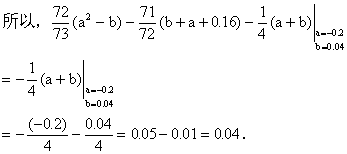 所以，72/73 (a² − b) − 71/72 (b + a + 0.16) − 1/4 (a + b) |a=−0.2 b=0.04
= − 1/4 (a + b) |a=−0.2 b=0.04
= − (−0.2)/4 − 0.04/4 = 0.05 − 0.01 = 0.04 .